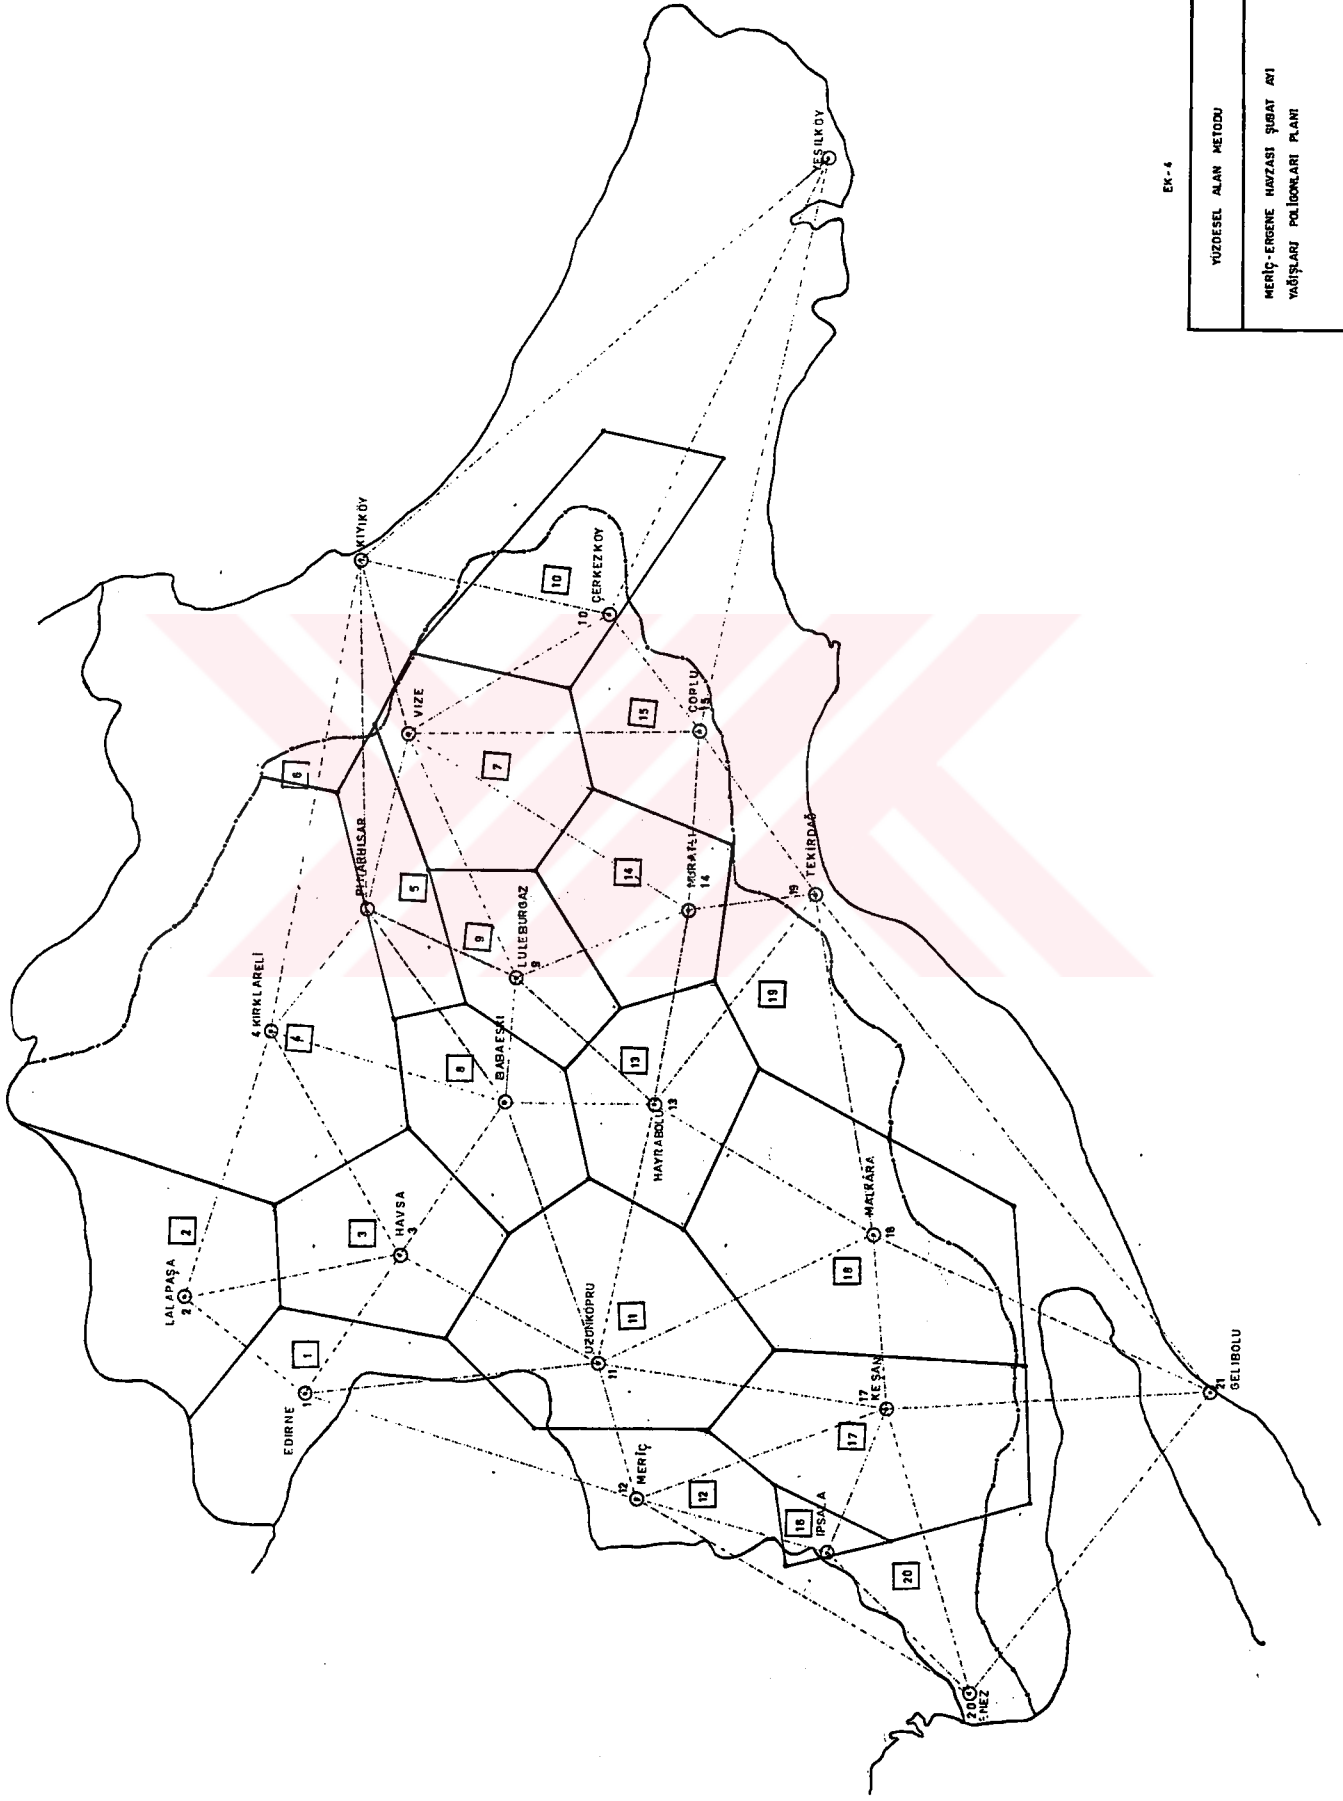 EK-4
YÜZDESEL ALAN METODU
MERİÇ-ERGENE HAVZASI ŞUBAT AYI
YAĞIŞLARI POLİGONLARI PLANI
KIYIKÖY
YEŞİLKÖY
10 ÇERKEZKÖY
10
VİZE
7
ÇORLU
15
15
6
PINARHİSAR
5
LÜLEBURGAZ
9
9
14
MURATLI
14
TEKİRDAĞ
19
19
4 KIRKLARELİ
4
BABAESKİ
8
13
HAYRABOLU
13
LALAPAŞA
2
2
HAVSA
3
3
EDİRNE
1
1
UZUNKÖPRÜ
11
11
MALKARA
18
18
MERİÇ
12
12
KEŞAN
17
17
İPSALA
16
20
20
ENEZ
21
GELİBOLU